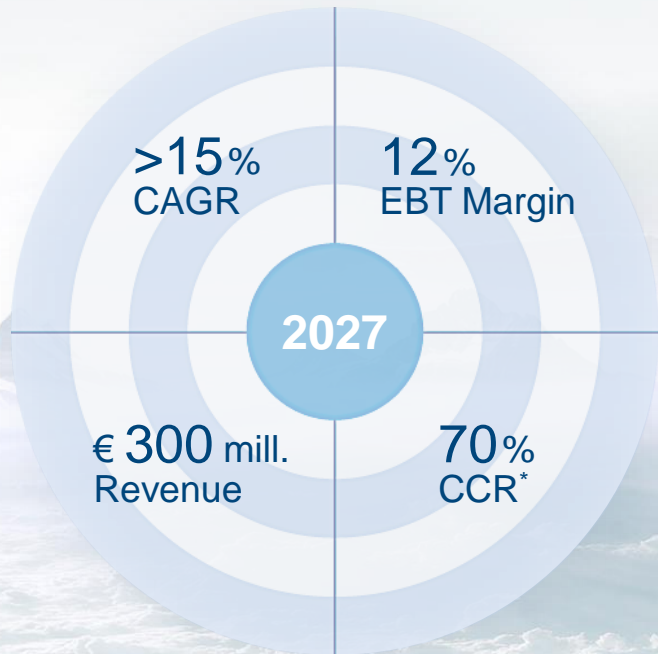 >15%
CAGR
12%
EBT Margin
2027
€ 300 mill.
Revenue
70%
CCR*